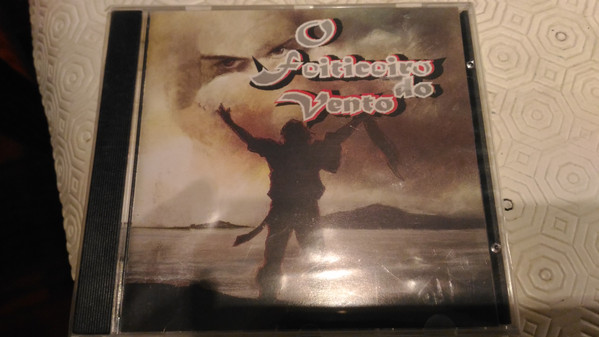 O
Feiticeiro
do
Vento